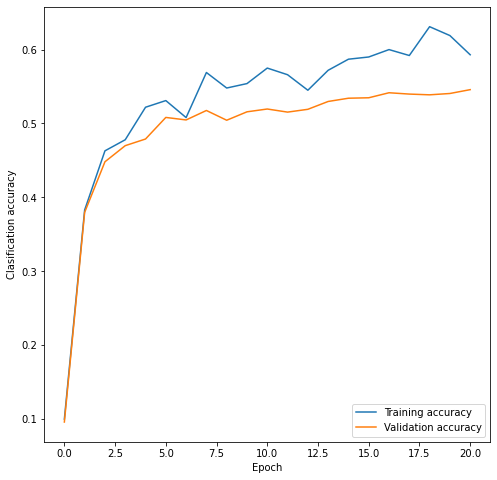 0.6
0.5
0.4
0.3
0.2
0.1
Clasification accuracy
0.0 2.5 5.0 7.5 10.0 12.5 15.0 17.5 20.0
Epoch
Training accuracy
Validation accuracy